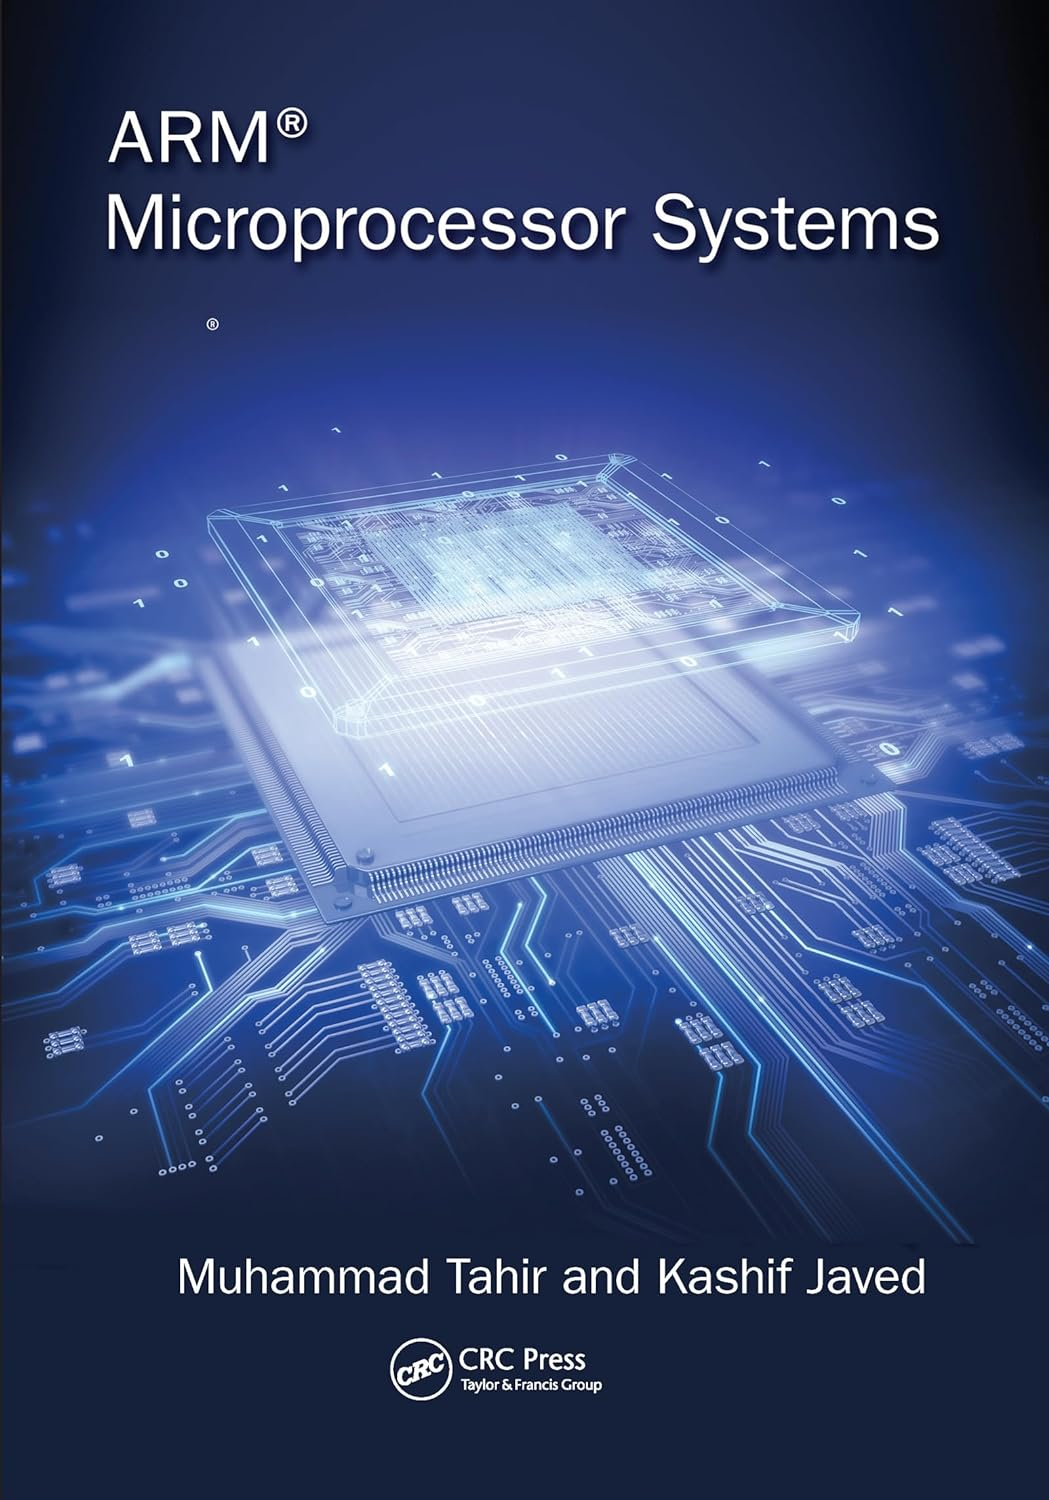 ARM®
Microprocessor Systems
®
Muhammad Tahir and Kashif Javed
CRC CRC Press
Taylor & Francis Group